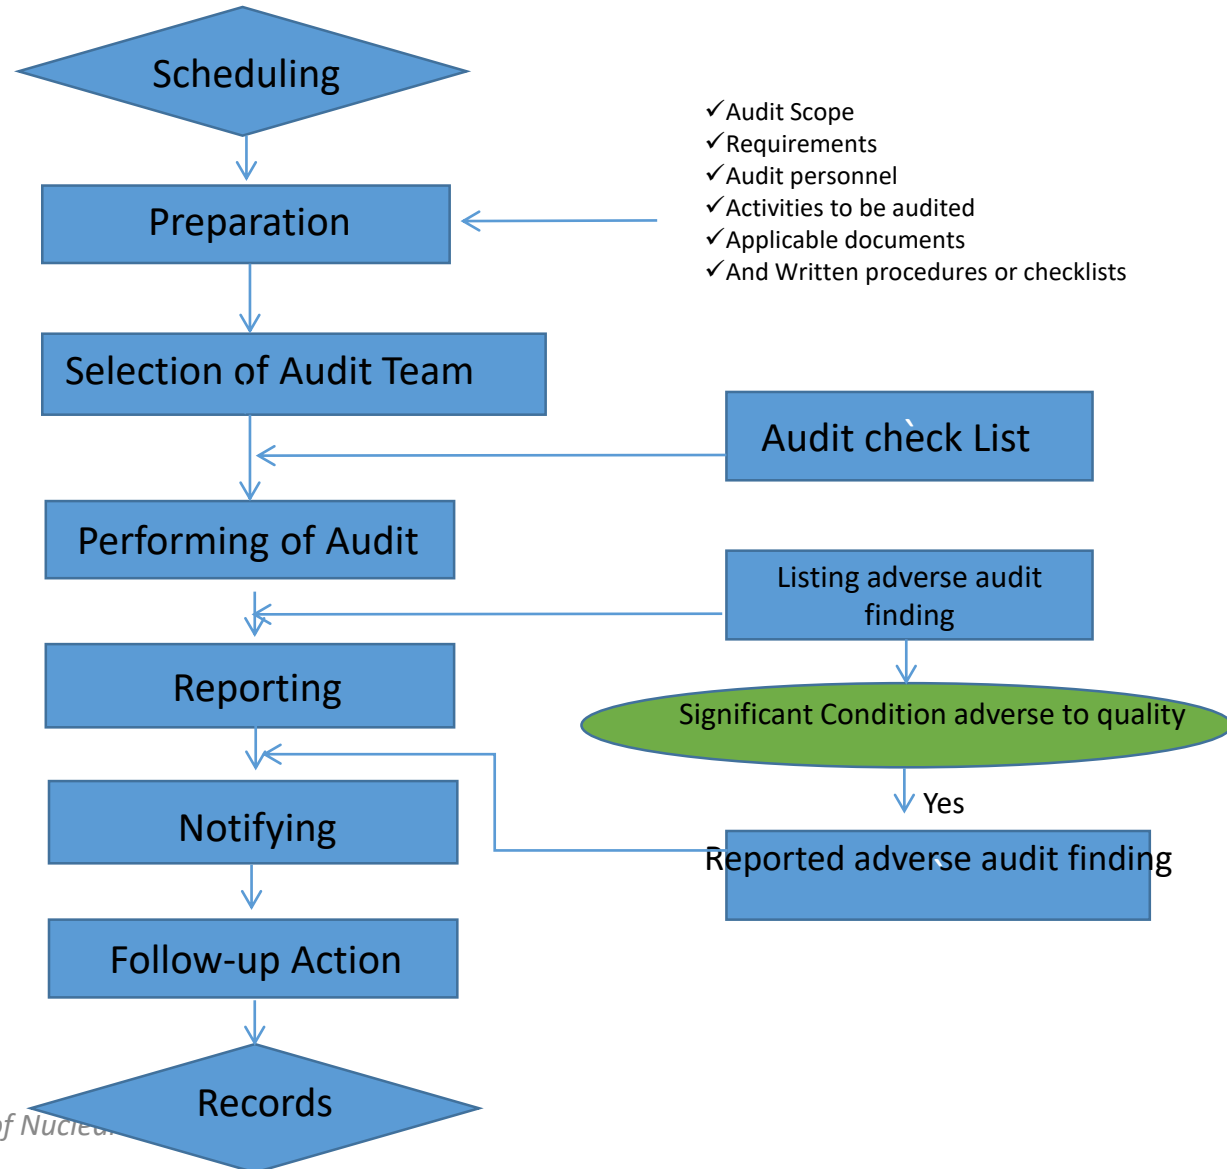 Scheduling
✓Audit Scope
✓Requirements
✓Audit personnel
✓Activities to be audited
✓Applicable documents
✓And Written procedures or checklists
Preparation
Selection of Audit Team
Audit check List
Performing of Audit
Listing adverse audit
finding
Reporting
Significant Condition adverse to quality
Yes
Notifying
Reported adverse audit finding
Follow-up Action
Records
of